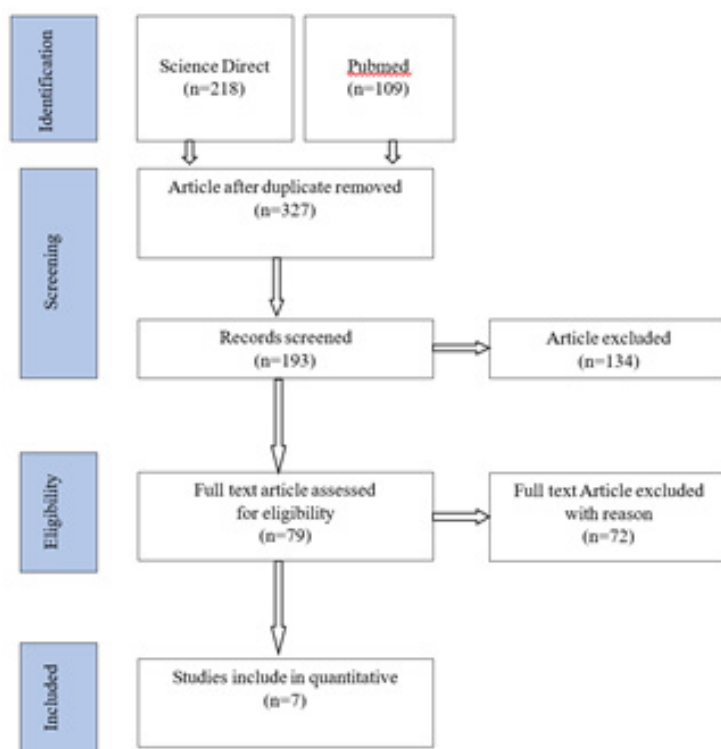 Identification
Science Direct
(n=218)
Pubmed
(n=109)
Screening
Article after duplicate removed
(n=327)
Records screened
(n=193)
Article excluded
(n=134)
Eligibility
Full text article assessed
for eligibility
(n=79)
Full text Article excluded
with reason
(n=72)
Included
Studies include in quantitative
(n=7)